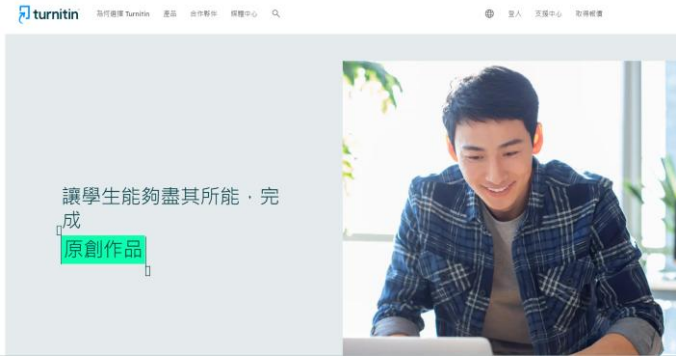 turnitin 為何選擇 Turnitin 產品 合作夥伴 媒體中心 登入 支援中心 取得報價
讓學生能夠盡其所能，完
成
原創作品